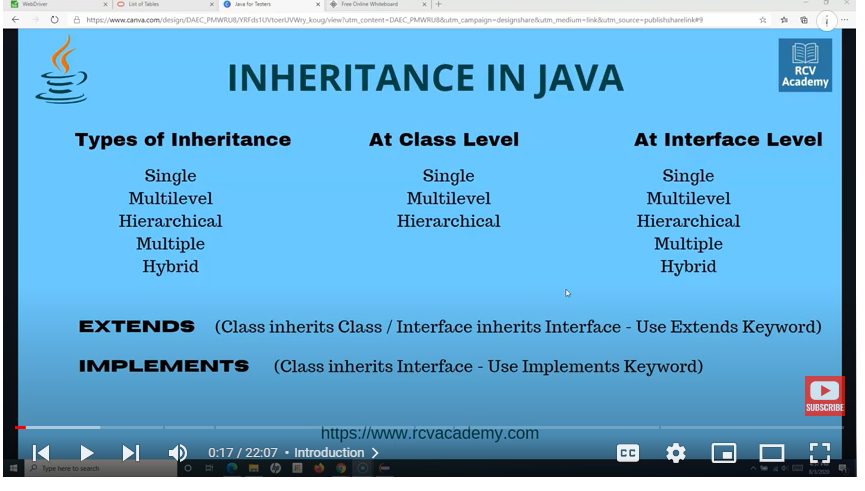 WebDriver
List of Tables
Java for Testers
Free Online Whiteboard
https://www.canva.com/design/DAEC_PMWRU8/YRFds1UVtoerUVWry_koug/view?utm_content=DAEC_PMWRU8&utm_campaign=designshare&utm_medium=link&utm_source=publishsharelink#9
INHERITANCE IN JAVA
RCV
Academy
Types of Inheritance
Single
Multilevel
Hierarchical
Multiple
Hybrid
At Class Level
Single
Multilevel
Hierarchical
At Interface Level
Single
Multilevel
Hierarchical
Multiple
Hybrid
EXTENDS (Class inherits Class / Interface inherits Interface - Use Extends Keyword)
IMPLEMENTS (Class inherits Interface - Use Implements Keyword)
SUBSCRIBE
https://www.rcvacademy.com
0:17 / 22:07 • Introduction
CC
Type here to search